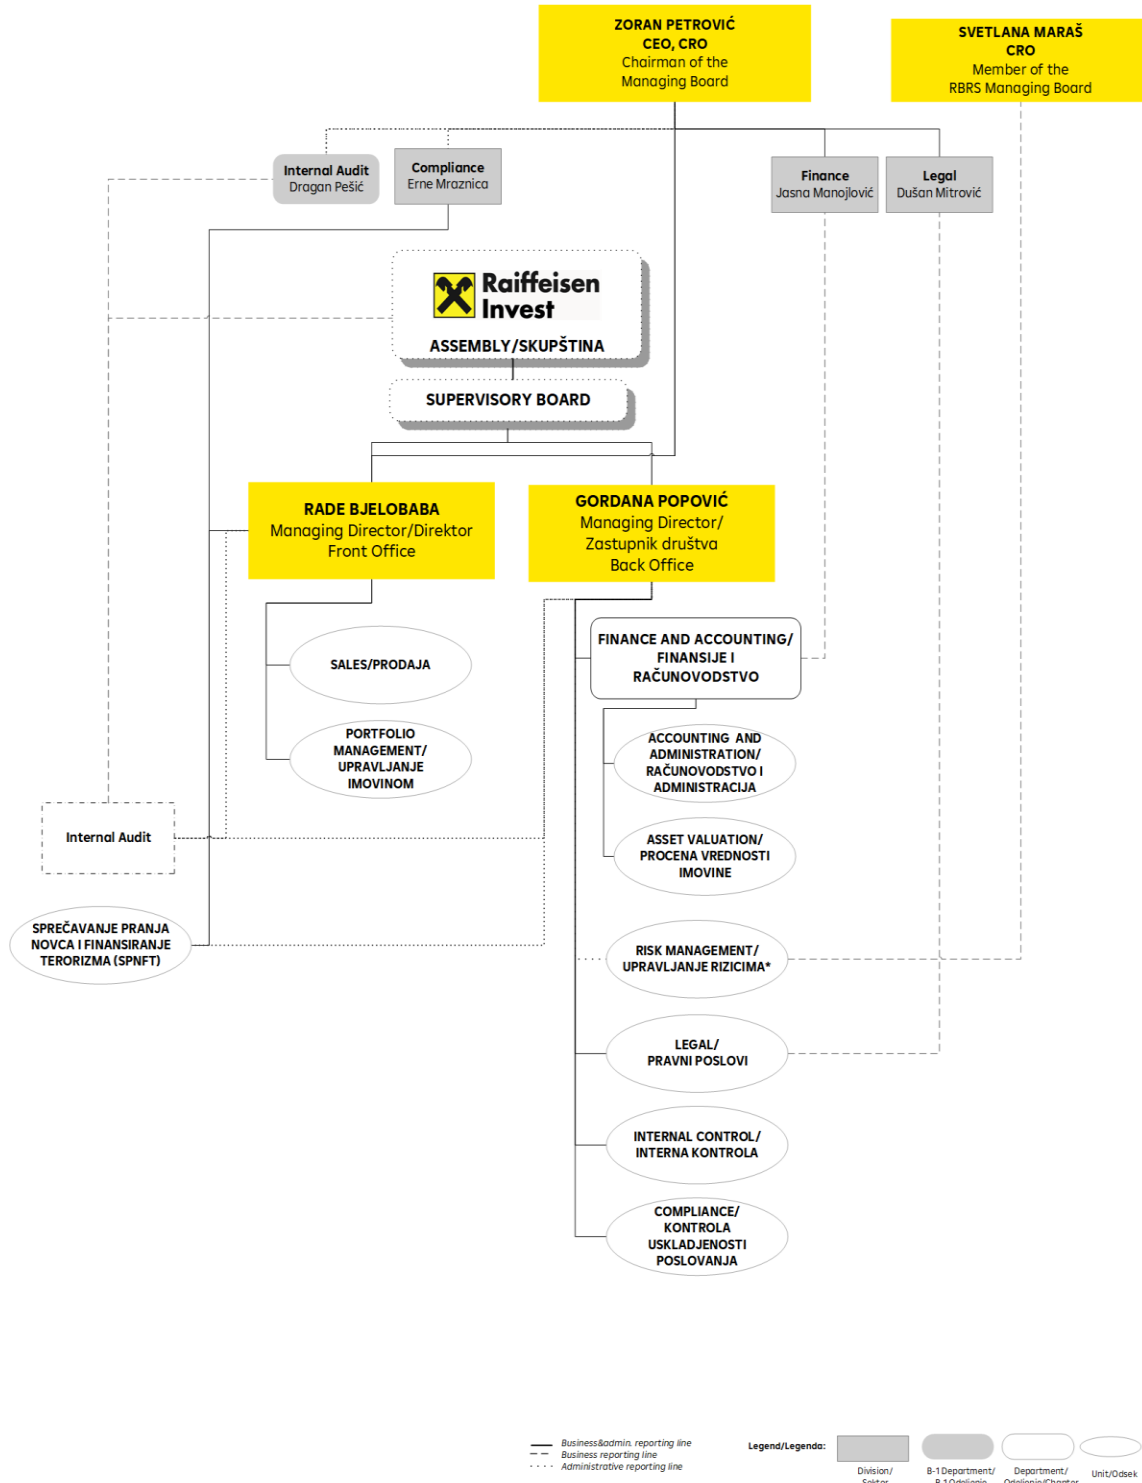 ZORAN PETROVIĆ
CEO, CRO
Chairman of the
Managing Board
SVETLANA MARAŠ
CRO
Member of the
RBRS Managing Board
Internal Audit
Dragan Pešić
Compliance
Erne Mraznica
Finance
Jasna Manojlović
Legal
Dušan Mitrović
Raiffeisen
Invest
ASSEMBLY/SKUPŠTINA
SUPERVISORY BOARD
RADE BJELOBABA
Managing Director/Direktor
Front Office
GORDANA POPOVIĆ
Managing Director/
Zastupnik društva
Back Office
SALES/PRODAJA
PORTFOLIO
MANAGEMENT/
UPRAVLJANJE
IMOVINOM
FINANCE AND ACCOUNTING/
FINANSIJE I
RAČUNOVODSTVO
ACCOUNTING AND
ADMINISTRATION/
RAČUNOVODSTVO I
ADMINISTRACIJA
ASSET VALUATION/
PROCENA VREDNOSTI
IMOVINE
Internal Audit
SPREČAVANJE PRANJA
NOVCA I FINANSIRANJE
TERORIZMA (SPNFT)
RISK MANAGEMENT/
UPRAVLJANJE RIZICIMA*
LEGAL/
PRAVNI POSLOVI
INTERNAL CONTROL/
INTERNA KONTROLA
COMPLIANCE/
KONTROLA
USKLADJENOSTI
POSLOVANJA
Business&admin. reporting line
Business reporting line
Administrative reporting line
Legend/Legenda:
Division/
Sektor
B-1 Department/
B-1 Odeljenje
Department/
Odeljenje/Chapter
Unit/Odsek